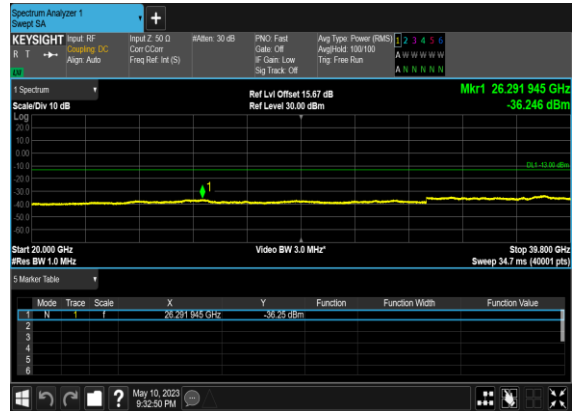 Spectrum Analyzer 1
Swept SA
+
KEYSIGHT
R T
Input: RF
Coupling: DC
Align: Auto
Input Z: 50 Ω
Corr CCorr
Freq Ref: Int (S)
#Atten: 30 dB
PNO: Fast
Gate: Off
IF Gain: Low
Sig Track: Off
Avg Type: Power (RMS)
Avg|Hold: 100/100
Trig: Free Run
1 2 3 4 5 6
A W W W W W
A N N N N N
1 Spectrum
Scale/Div 10 dB
Ref Lvl Offset 15.67 dB
Ref Level 30.00 dBm
Mkr1 26.291 945 GHz
-36.246 dBm
Log
20.0
10.0
0.00
-10.0
-20.0
-30.0
-40.0
-50.0
-60.0
DL1 -13.00 dBm
1
Start 20.000 GHz
#Res BW 1.0 MHz
Video BW 3.0 MHz*
Stop 39.800 GHz
Sweep 34.7 ms (40001 pts)
5 Marker Table
Mode Trace Scale X Y Function Function Width Function Value
1 N 1 f 26.291 945 GHz -36.25 dBm
2
3
4
5
6
?
May 10, 2023
9:32:50 PM